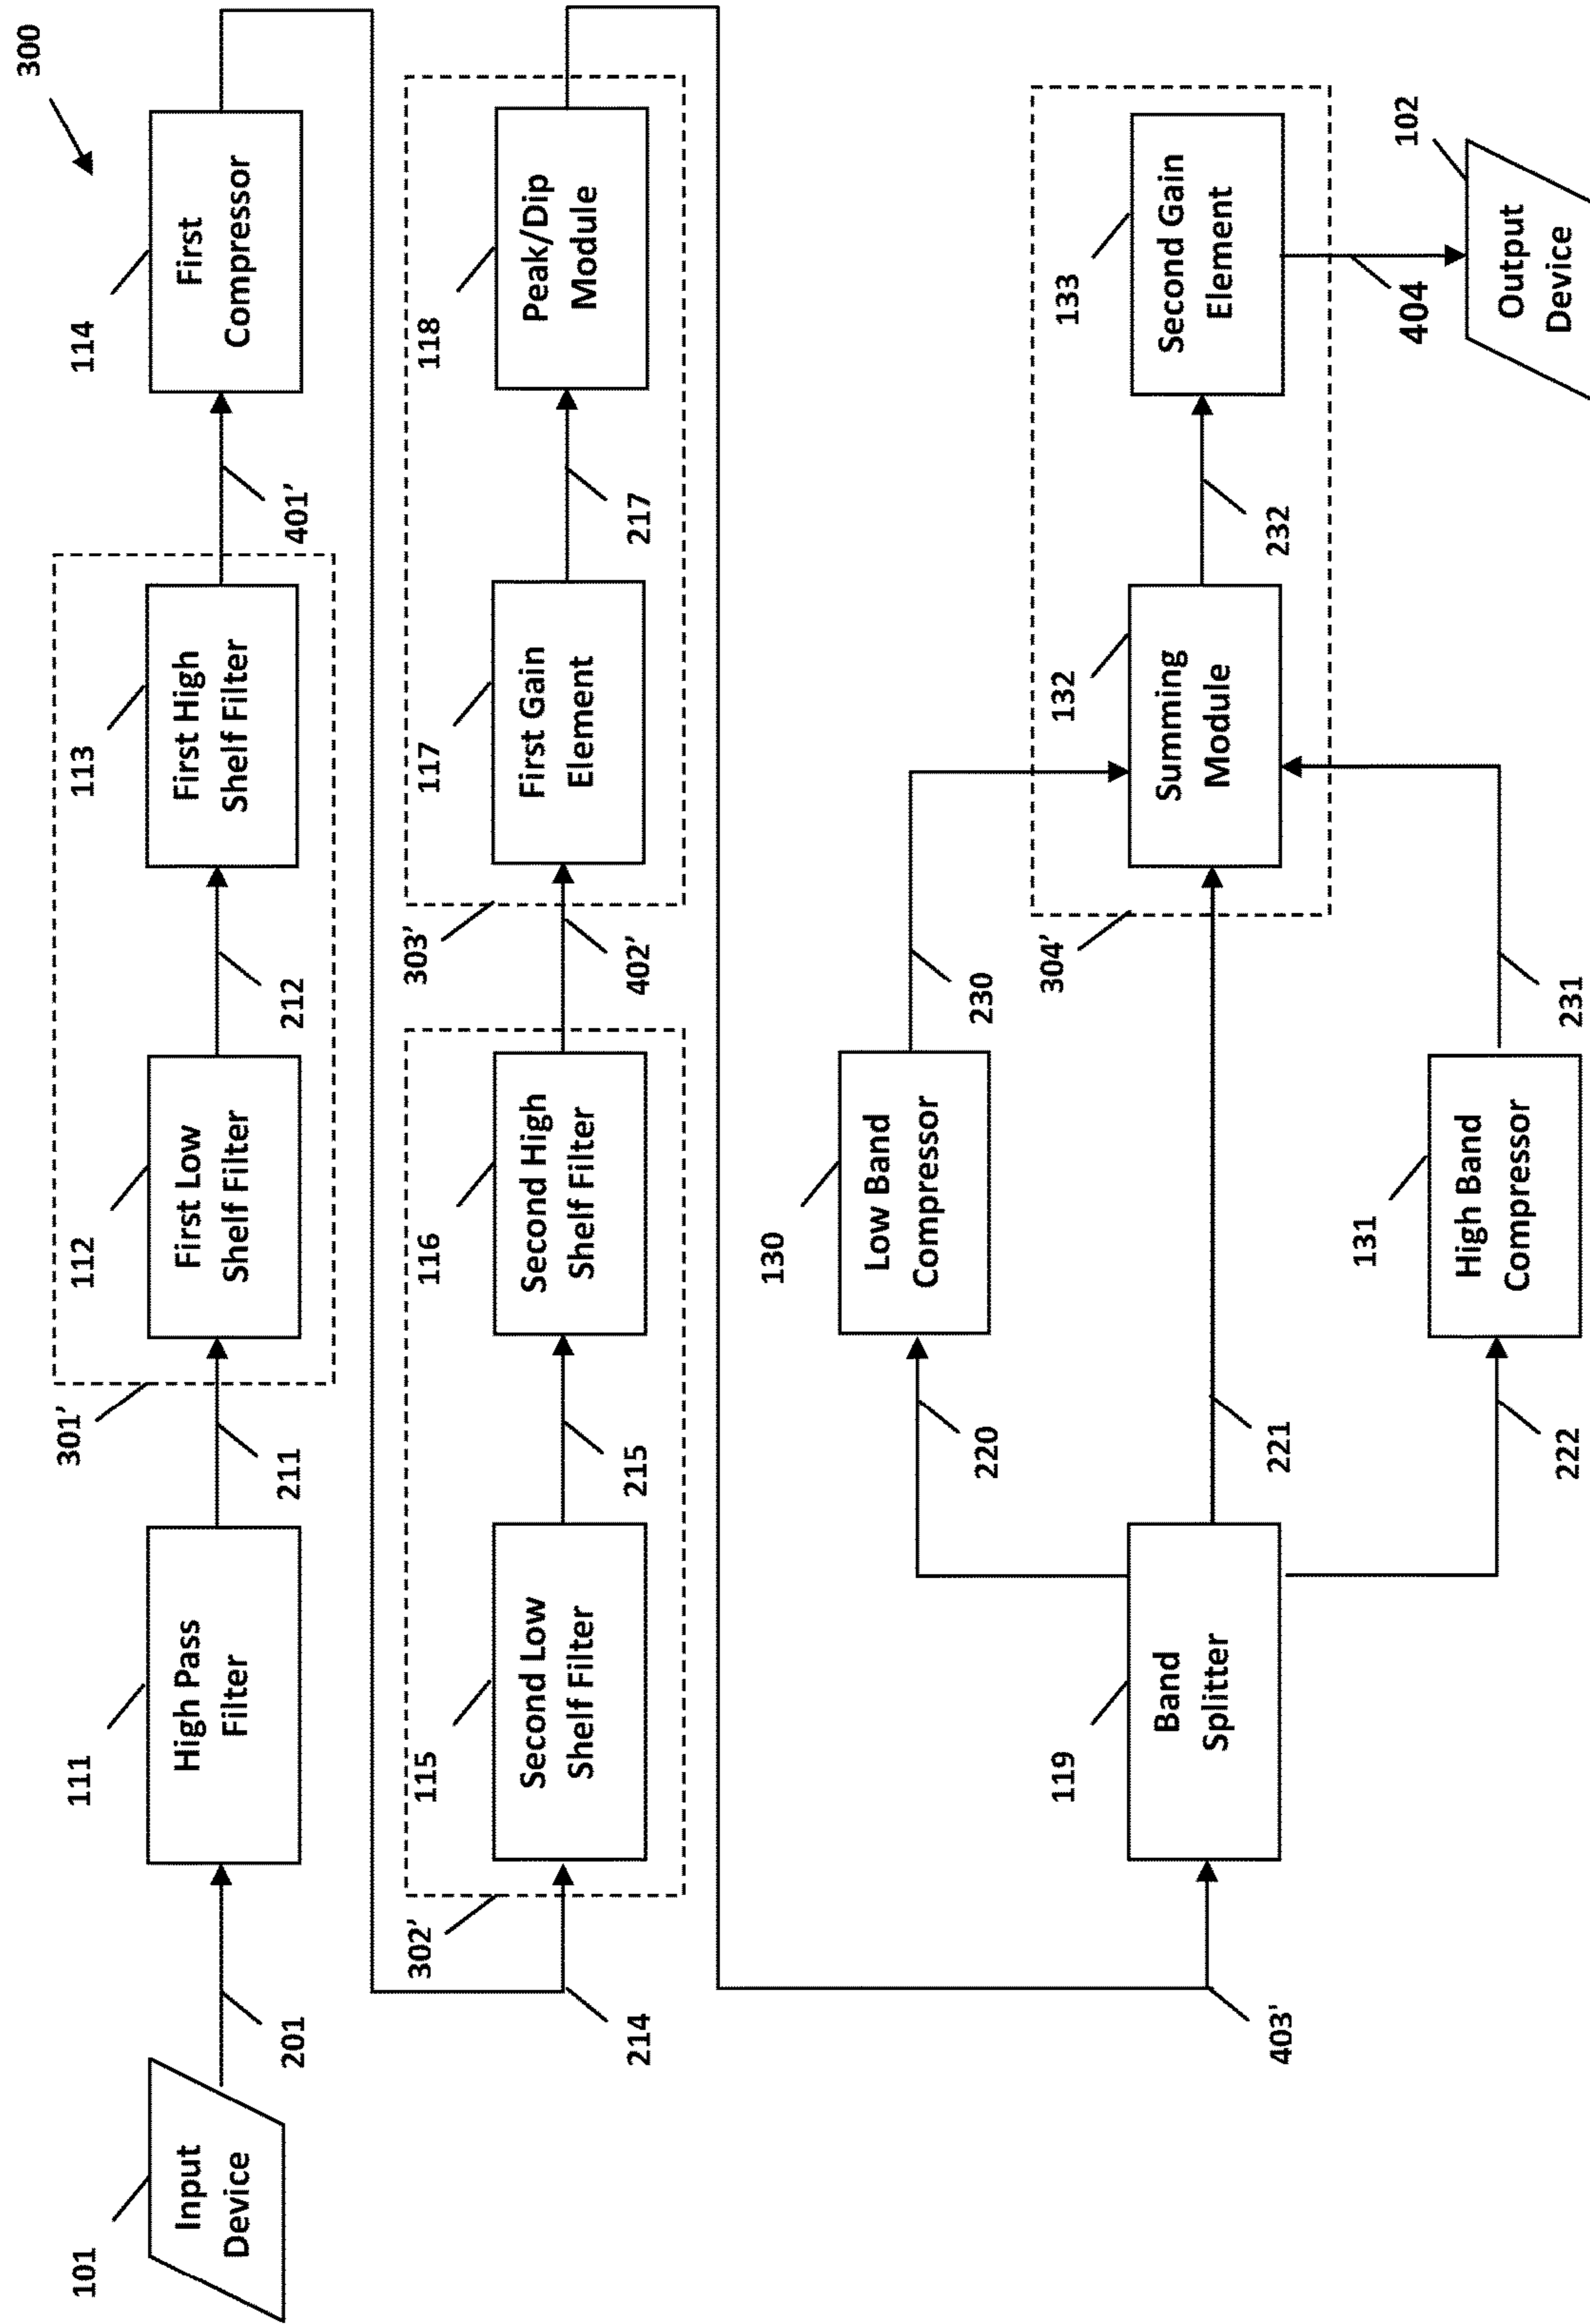 300
101
Input
Device
201
111
High Pass
Filter
211
301’
112
First Low
Shelf Filter
212
113
First High
Shelf Filter
401’
114
First
Compressor
214
302’
115
Second Low
Shelf Filter
215
116
Second High
Shelf Filter
402’
303’
117
First Gain
Element
217
118
Peak/Dip
Module
403'
119
Band
Splitter
220
221
222
130
Low Band
Compressor
230
131
High Band
Compressor
231
304’
132
Summing
Module
232
133
Second Gain
Element
404
102
Output
Device